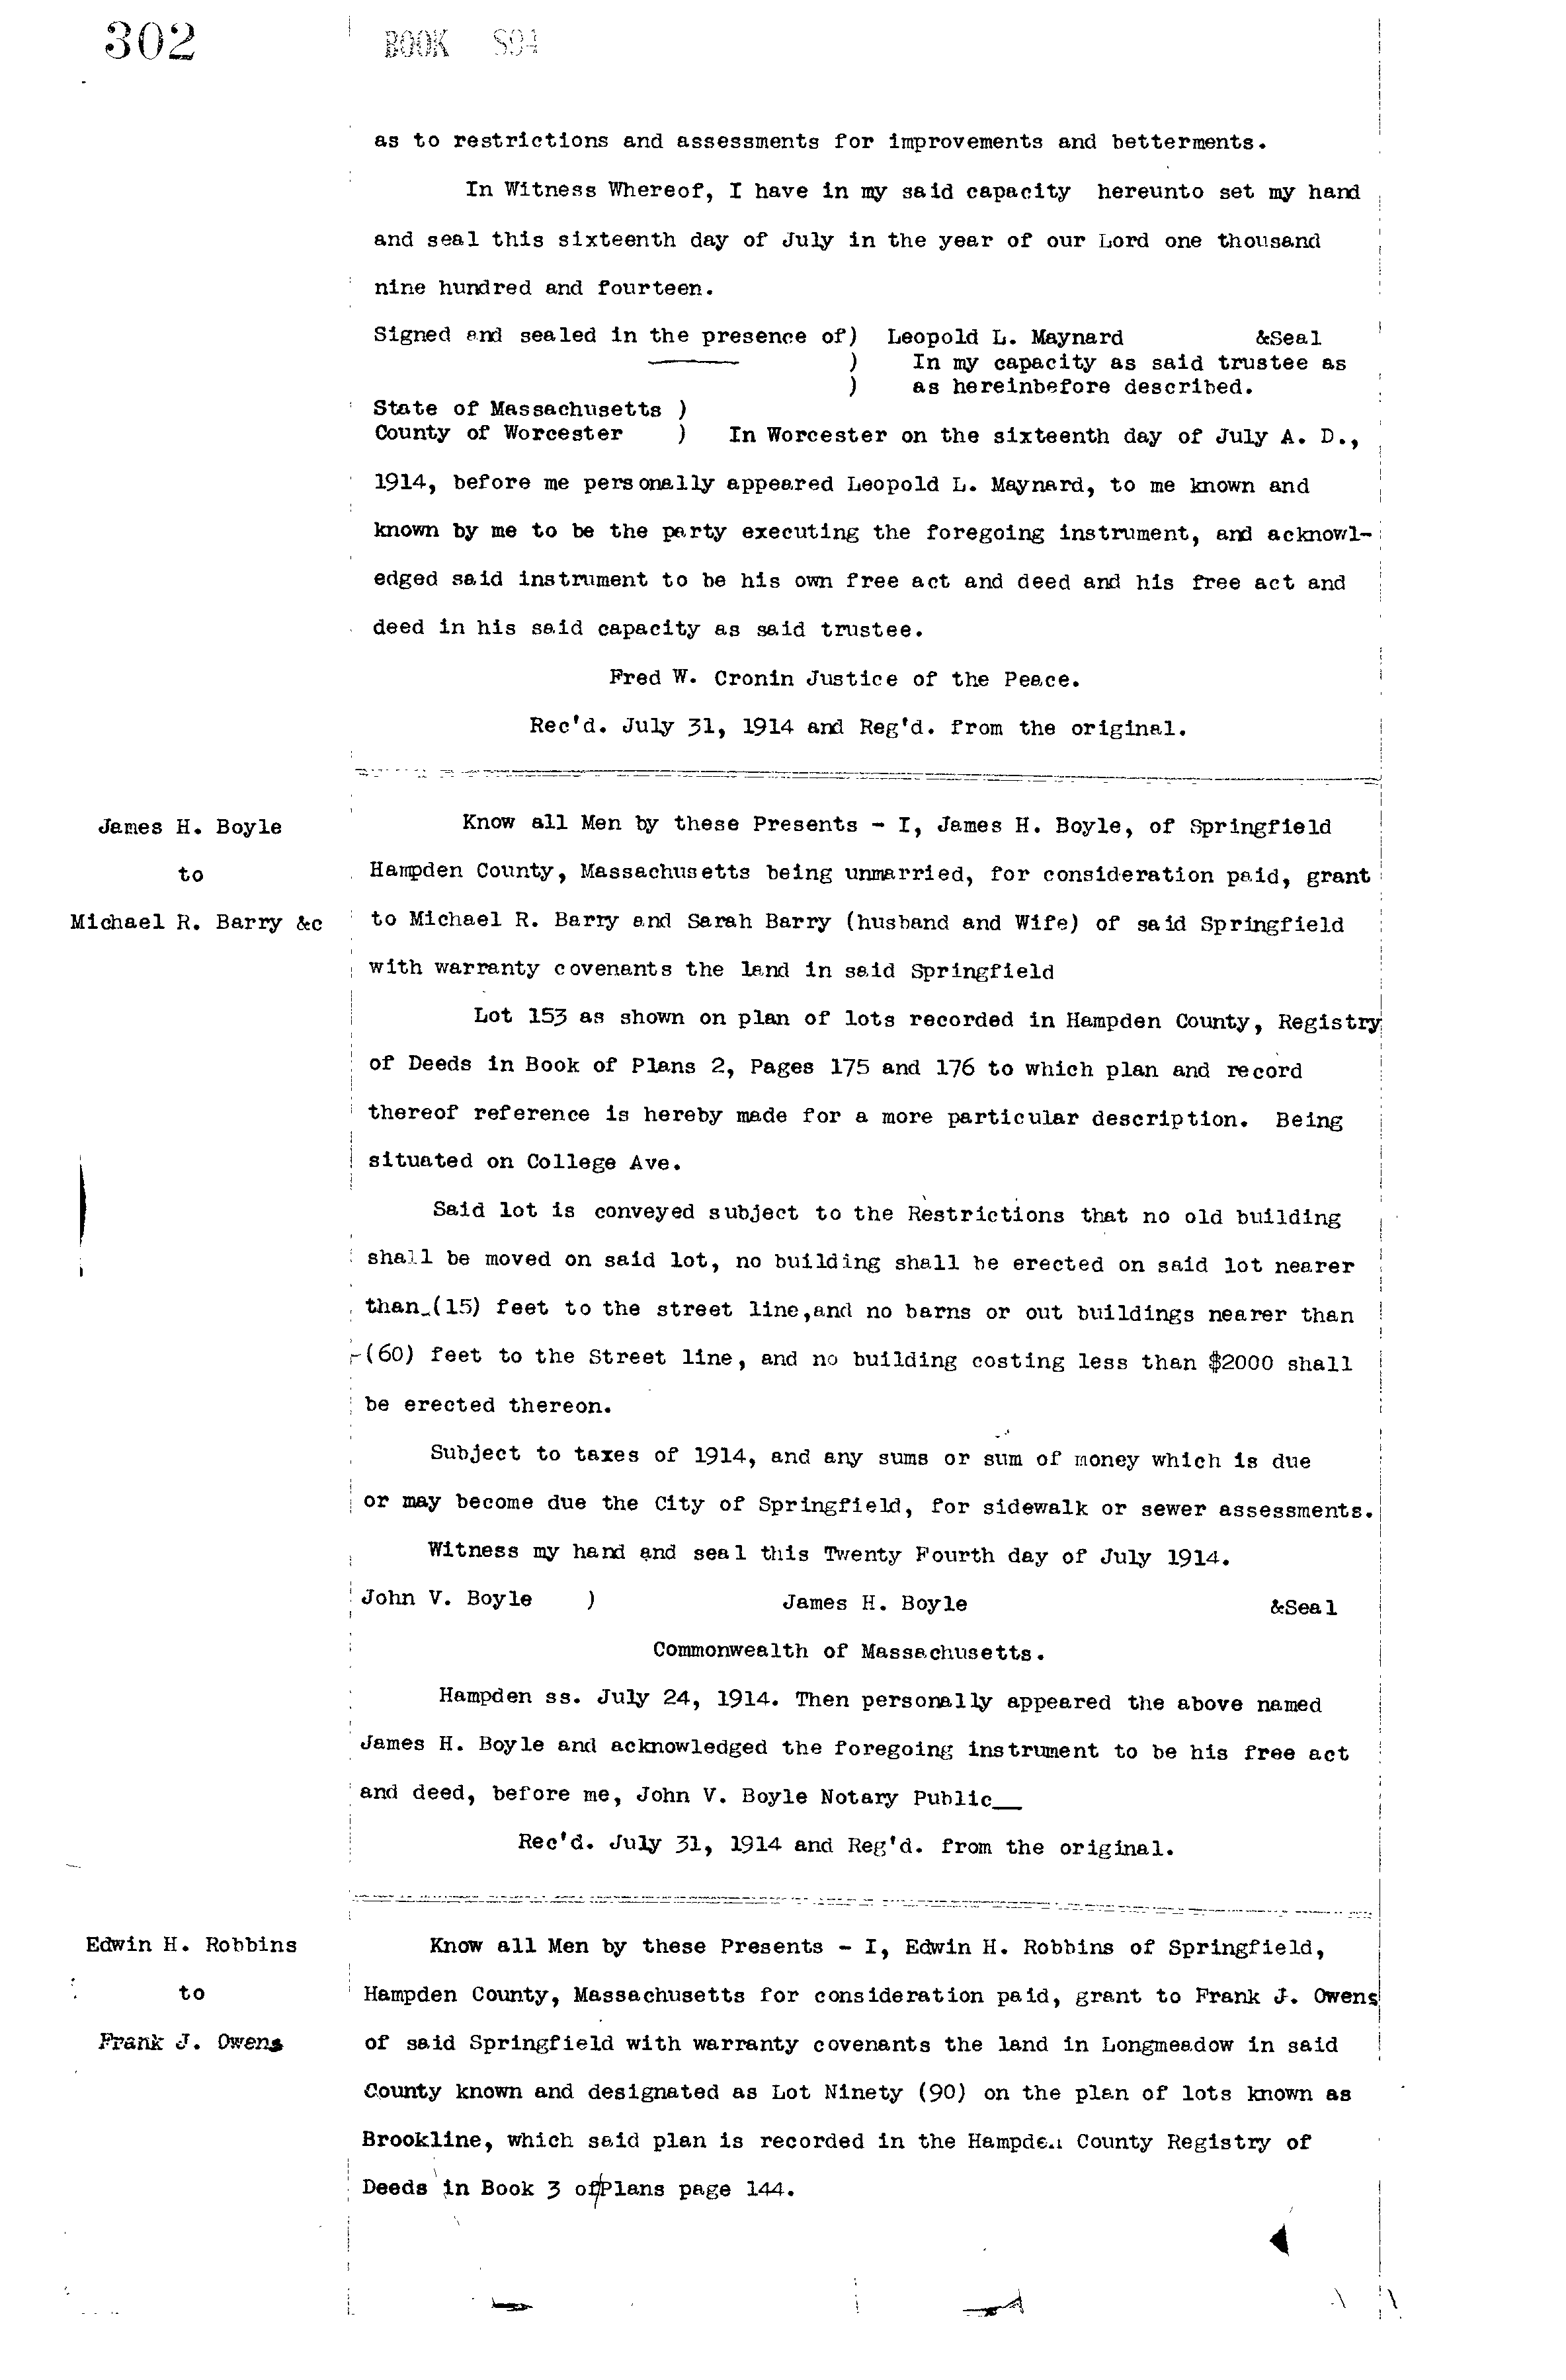 302
BOOK 894
as to restrictions and assessments for improvements and betterments.
In Witness Whereof, I have in my said capacity hereunto set my hand
and seal this sixteenth day of July in the year of our Lord one thousand
nine hundred and fourteen.
Signed and sealed in the presence of) Leopold L. Maynard &Seal
) In my capacity as said trustee as
) as hereinbefore described.
State of Massachusetts )
County of Worcester ) In Worcester on the sixteenth day of July A. D.,
1914, before me personally appeared Leopold L. Maynard, to me known and
known by me to be the party executing the foregoing instrument, and acknowl-
edged said instrument to be his own free act and deed and his free act and
deed in his said capacity as said trustee.
Fred W. Cronin Justice of the Peace.
Rec'd. July 31, 1914 and Reg'd. from the original.
James H. Boyle
to
Michael R. Barry &c
Know all Men by these Presents - I, James H. Boyle, of Springfield
Hampden County, Massachusetts being unmarried, for consideration paid, grant
to Michael R. Barry and Sarah Barry (husband and Wife) of said Springfield
with warranty covenants the land in said Springfield
Lot 153 as shown on plan of lots recorded in Hampden County, Registry
of Deeds in Book of Plans 2, Pages 175 and 176 to which plan and record
thereof reference is hereby made for a more particular description. Being
situated on College Ave.
Said lot is conveyed subject to the Restrictions that no old building
shall be moved on said lot, no building shall be erected on said lot nearer
than (15) feet to the street line,and no barns or out buildings nearer than
(60) feet to the Street line, and no building costing less than $2000 shall
be erected thereon.
Subject to taxes of 1914, and any sums or sum of money which is due
or may become due the City of Springfield, for sidewalk or sewer assessments.
Witness my hand and seal this Twenty Fourth day of July 1914.
John V. Boyle ) James H. Boyle &Seal
Commonwealth of Massachusetts.
Hampden ss. July 24, 1914. Then personally appeared the above named
James H. Boyle and acknowledged the foregoing instrument to be his free act
and deed, before me, John V. Boyle Notary Public__
Rec'd. July 31, 1914 and Reg'd. from the original.
Edwin H. Robbins
to
Frank J. Owens
Know all Men by these Presents - I, Edwin H. Robbins of Springfield,
Hampden County, Massachusetts for consideration paid, grant to Frank J. Owens
of said Springfield with warranty covenants the land in Longmeadow in said
County known and designated as Lot Ninety (90) on the plan of lots known as
Brookline, which said plan is recorded in the Hampden County Registry of
Deeds in Book 3 of/Plans page 144.